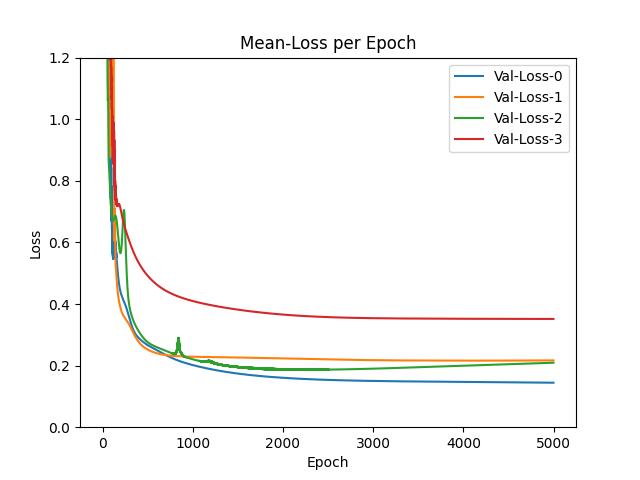 Mean-Loss per Epoch
1.2
1.0
0.8
0.6
0.4
0.2
0.0
Loss
Val-Loss-0
Val-Loss-1
Val-Loss-2
Val-Loss-3
0 1000 2000 3000 4000 5000
Epoch